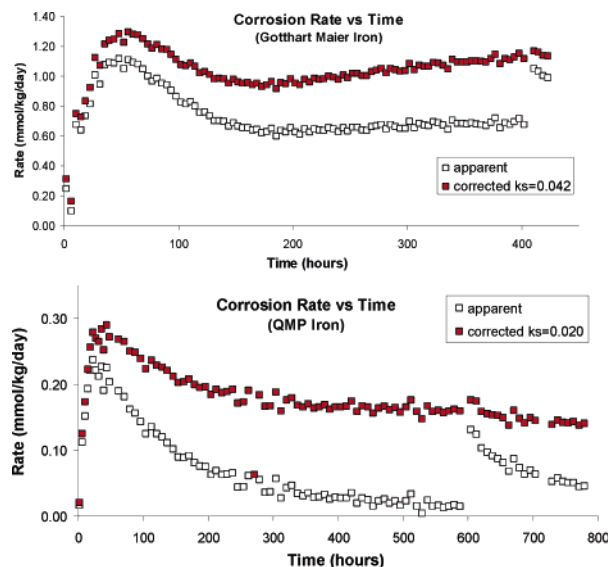 Corrosion Rate vs Time
(Gotthart Maier Iron)
Rate (mmol/kg/day)
1.40
1.20
1.00
0.80
0.60
0.40
0.20
0.00
apparent
corrected ks=0.042
0
100
200
300
400
Time (hours)
Corrosion Rate vs Time
(QMP Iron)
apparent
corrected ks=0.020
Rate (mmol/kg/day)
0.30
0.20
0.10
0.00
0
100
200
300
400
500
600
700
800
Time (hours)